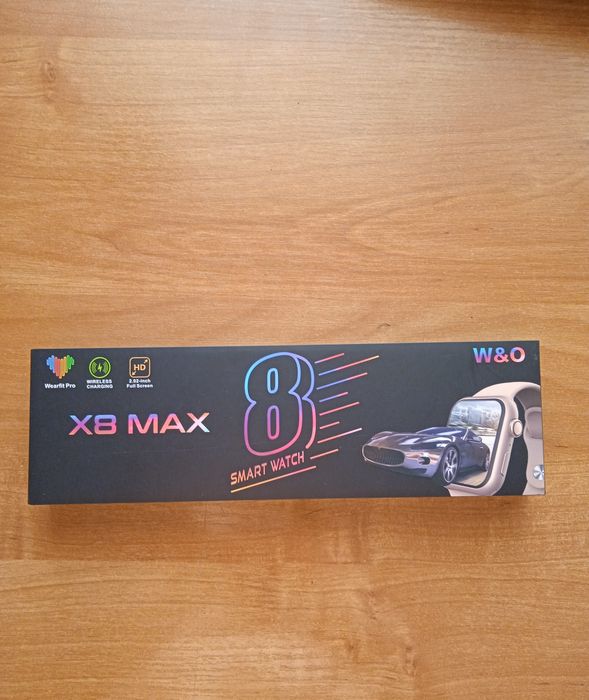 Wearfit Pro
WIRELESS
CHARGING
HD
2.02-inch
Full Screen
X8 MAX
8
SMART WATCH
W&O